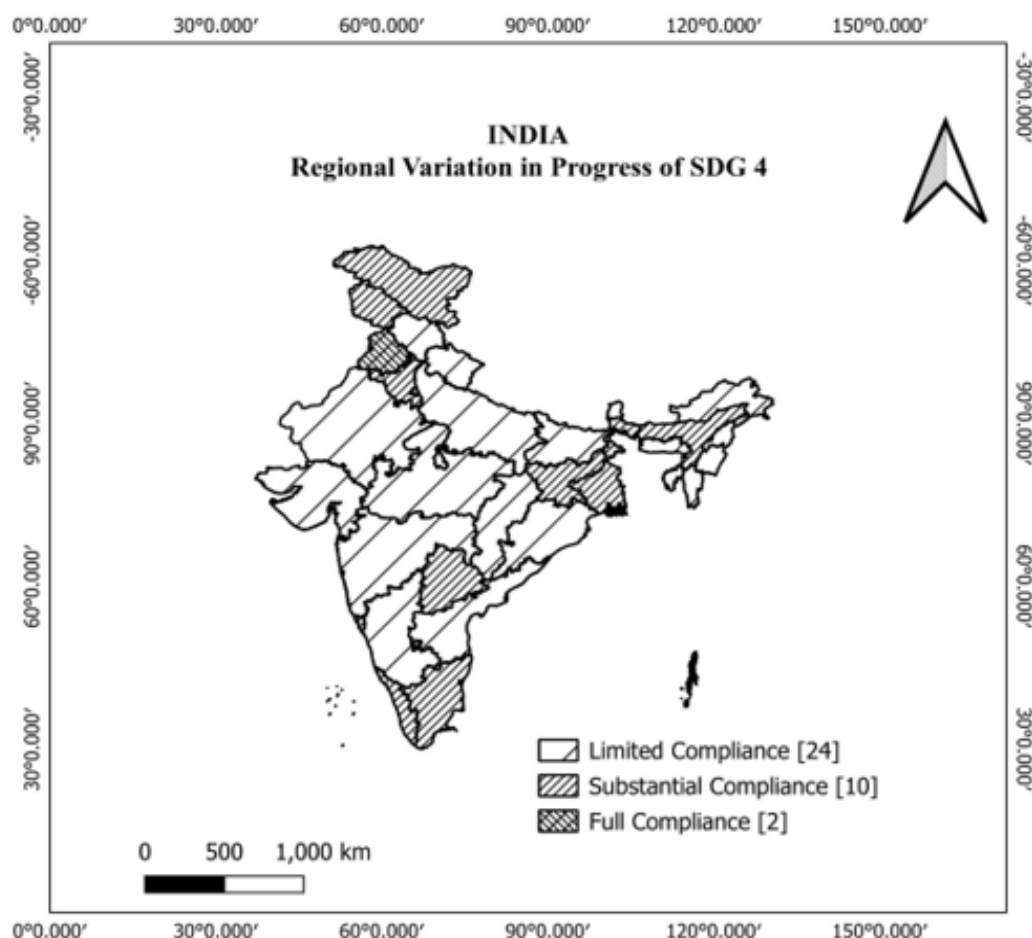 0°0.000′ 30°0.000′ 60°0.000′ 90°0.000′ 120°0.000′ 150°0.000′
-30°0.000′
-60°0.000′
90°0.000′
60°0.000′
30°0.000′
INDIA
Regional Variation in Progress of SDG 4
Limited Compliance [24]
Substantial Compliance [10]
Full Compliance [2]
0 500 1,000 km
-30°0.000′
-60°0.000′
90°0.000′
60°0.000′
30°0.000′
0°0.000′ 30°0.000′ 60°0.000′ 90°0.000′ 120°0.000′ 150°0.000′